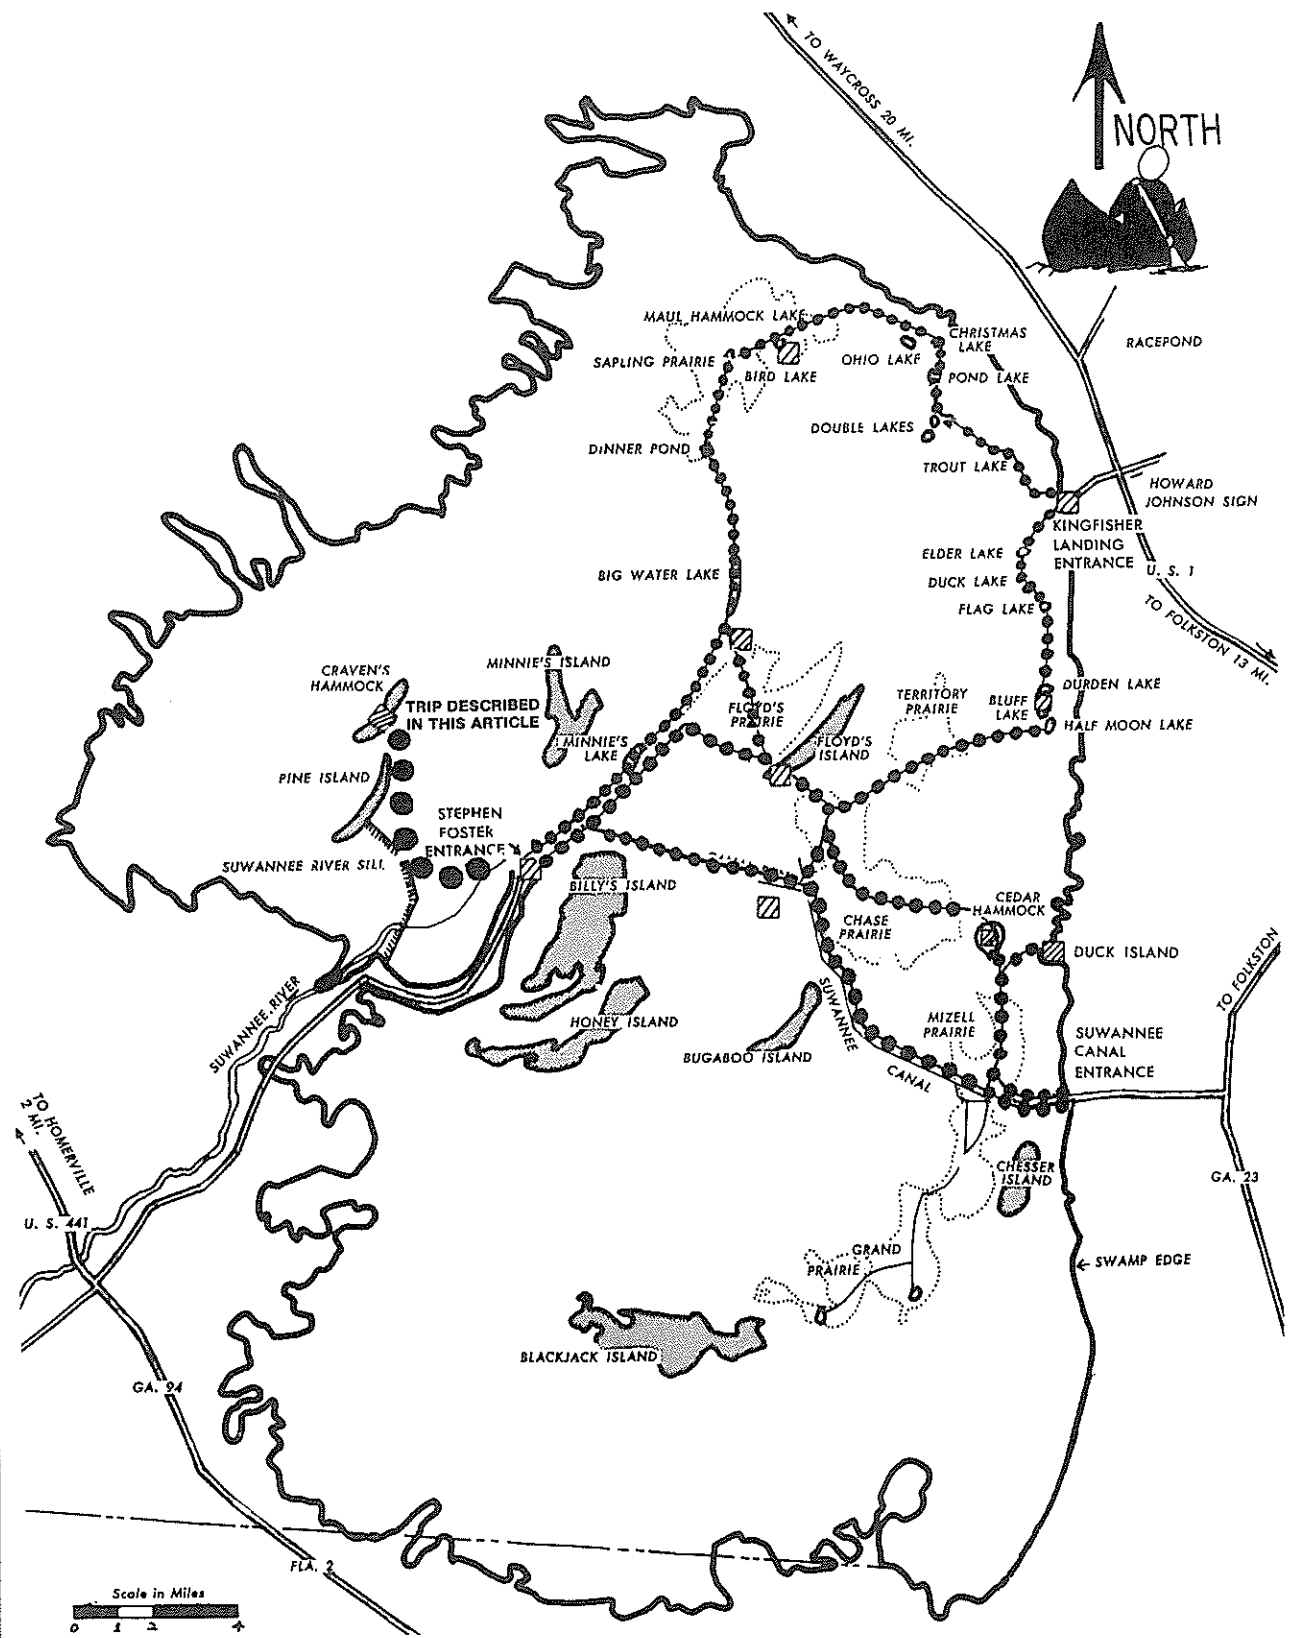 TO WAYCROSS 20 MI.
NORTH
MAUL HAMMOCK LAKE
CHRISTMAS
LAKE
RACEPOND
SAPLING PRAIRIE
OHIO LAKE
BIRD LAKE
POND LAKE
DOUBLE LAKES
DINNER POND
TROUT LAKE
HOWARD
JOHNSON SIGN
KINGFISHER
LANDING
ENTRANCE
ELDER LAKE
BIG WATER LAKE
DUCK LAKE
U. S. 1
FLAG LAKE
TO FOLKSTON 13 MI.
CRAVEN'S
HAMMOCK
MINNIE'S ISLAND
TRIP DESCRIBED
IN THIS ARTICLE
DURDEN LAKE
TERRITORY
PRAIRIE
BLUFF
LAKE
FLOYD'S
PRAIRIE
HALF MOON LAKE
MINNIE'S
LAKE
FLOYD'S
ISLAND
PINE ISLAND
STEPHEN
FOSTER
ENTRANCE
SUWANNEE RIVER SILL
BILLY'S ISLAND
CEDAR
HAMMOCK
CHASE
PRAIRIE
DUCK ISLAND
TO FOLKSTON
SUWANNEE RIVER
HONEY ISLAND
SUWANNEE
CANAL
MIZELL
PRAIRIE
BUGABOO ISLAND
SUWANNEE
CANAL
ENTRANCE
TO HOMERVILLE
2 MI.
CHESSER
ISLAND
GA. 23
U. S. 441
GRAND
PRAIRIE
SWAMP EDGE
BLACKJACK ISLAND
GA. 94
FLA. 2
Scale in Miles
0 1 2 4